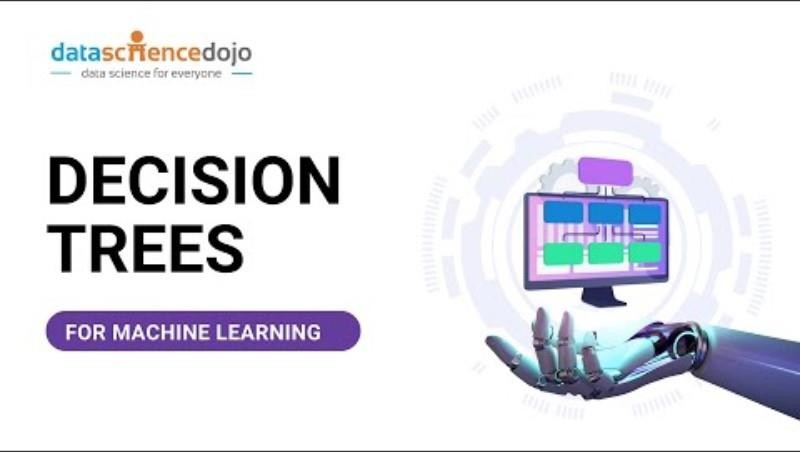 datasciencedojo
data science for everyone
DECISION
TREES
FOR MACHINE LEARNING